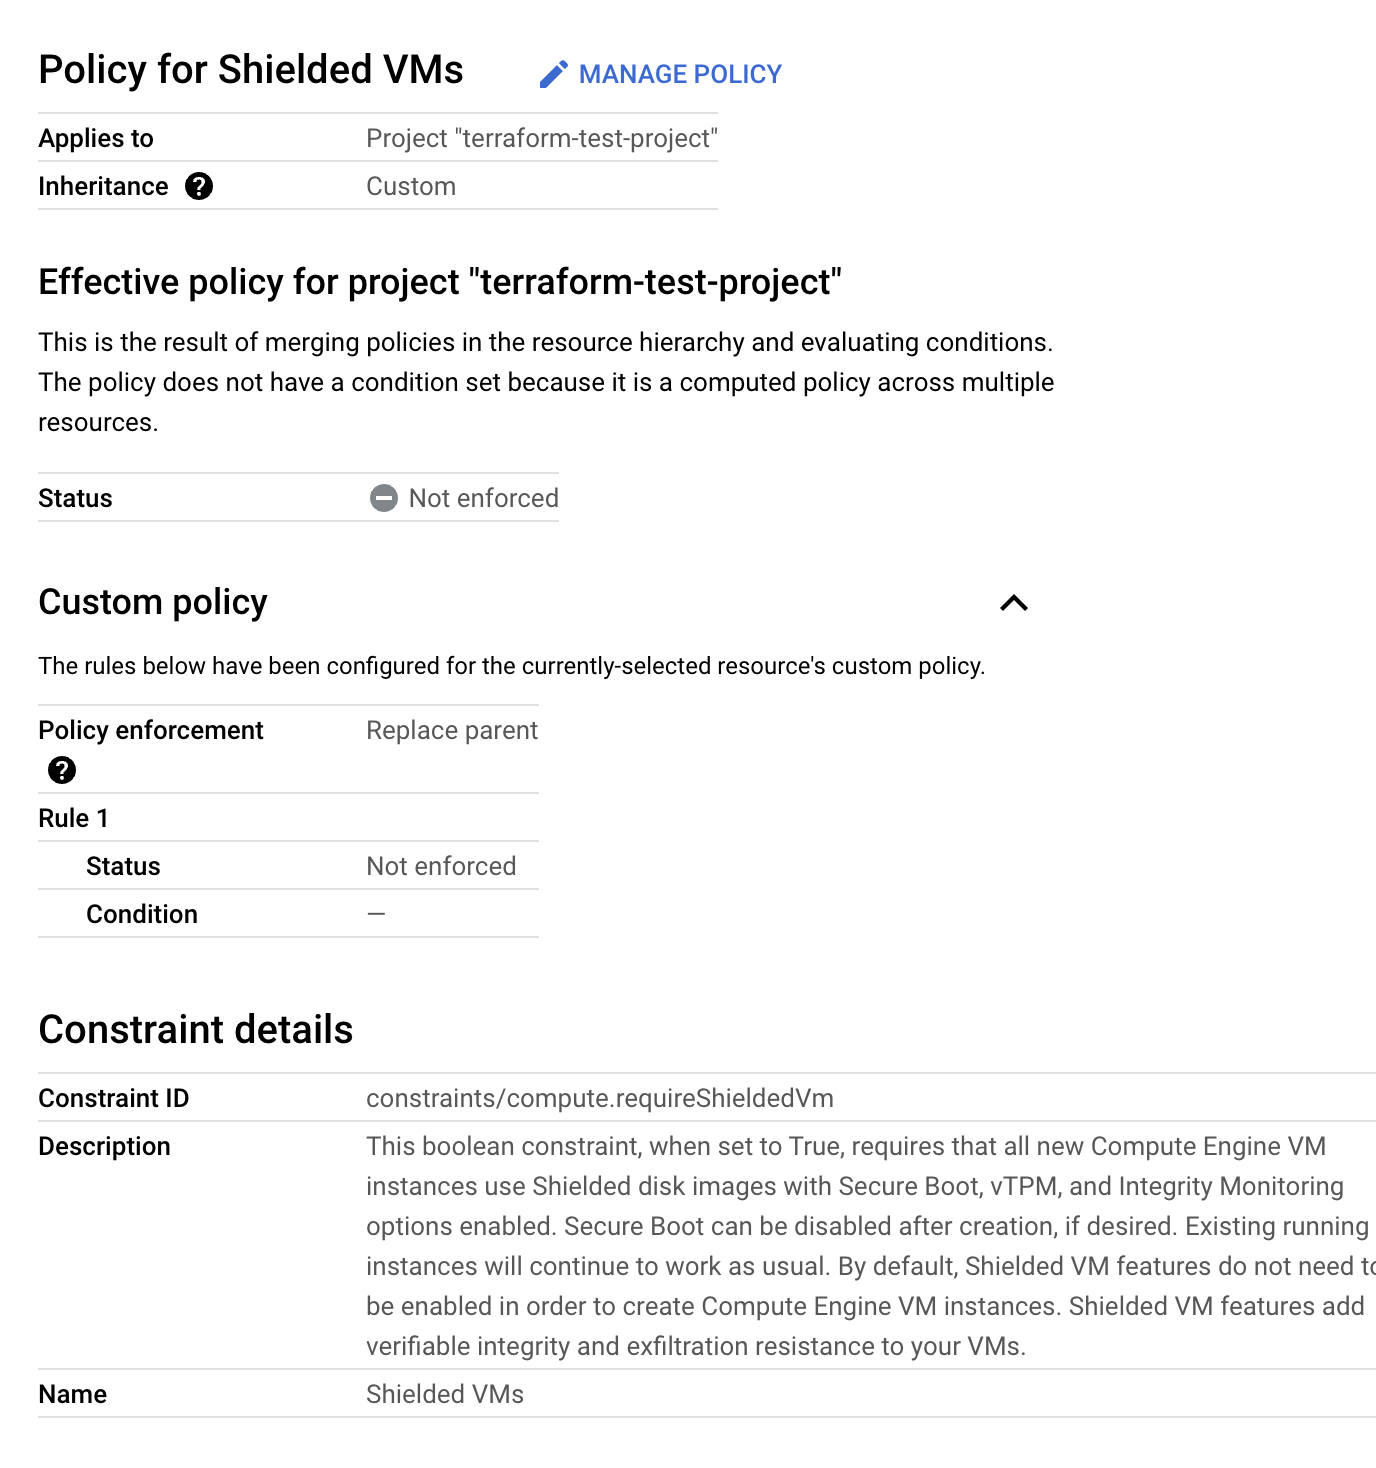 Policy for Shielded VMs MANAGE POLICY
Applies to Project "terraform-test-project"
Inheritance Custom
Effective policy for project "terraform-test-project"
This is the result of merging policies in the resource hierarchy and evaluating conditions.
The policy does not have a condition set because it is a computed policy across multiple
resources.
Status Not enforced
Custom policy
The rules below have been configured for the currently-selected resource's custom policy.
Policy enforcement Replace parent
Rule 1
Status Not enforced
Condition —
Constraint details
Constraint ID constraints/compute.requireShieldedVm
Description This boolean constraint, when set to True, requires that all new Compute Engine VM
instances use Shielded disk images with Secure Boot, vTPM, and Integrity Monitoring
options enabled. Secure Boot can be disabled after creation, if desired. Existing running
instances will continue to work as usual. By default, Shielded VM features do not need to
be enabled in order to create Compute Engine VM instances. Shielded VM features add
verifiable integrity and exfiltration resistance to your VMs.
Name Shielded VMs